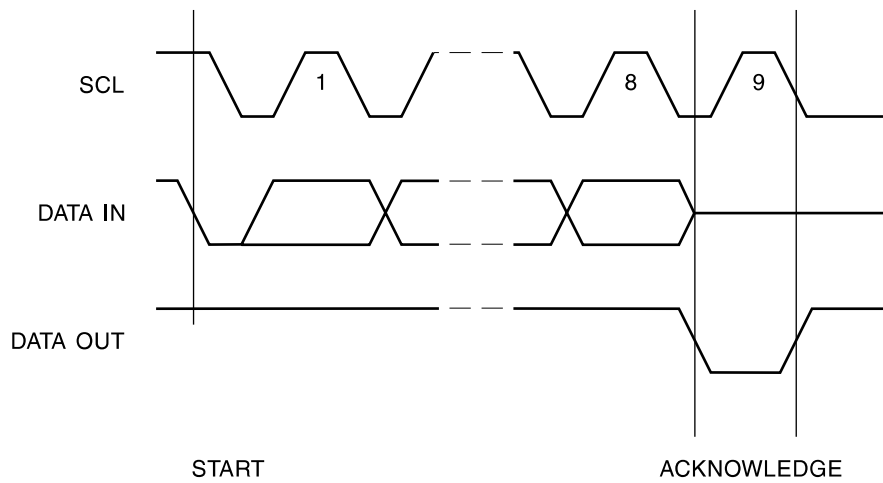 SCL
1
8
9
DATA IN
DATA OUT
START
ACKNOWLEDGE